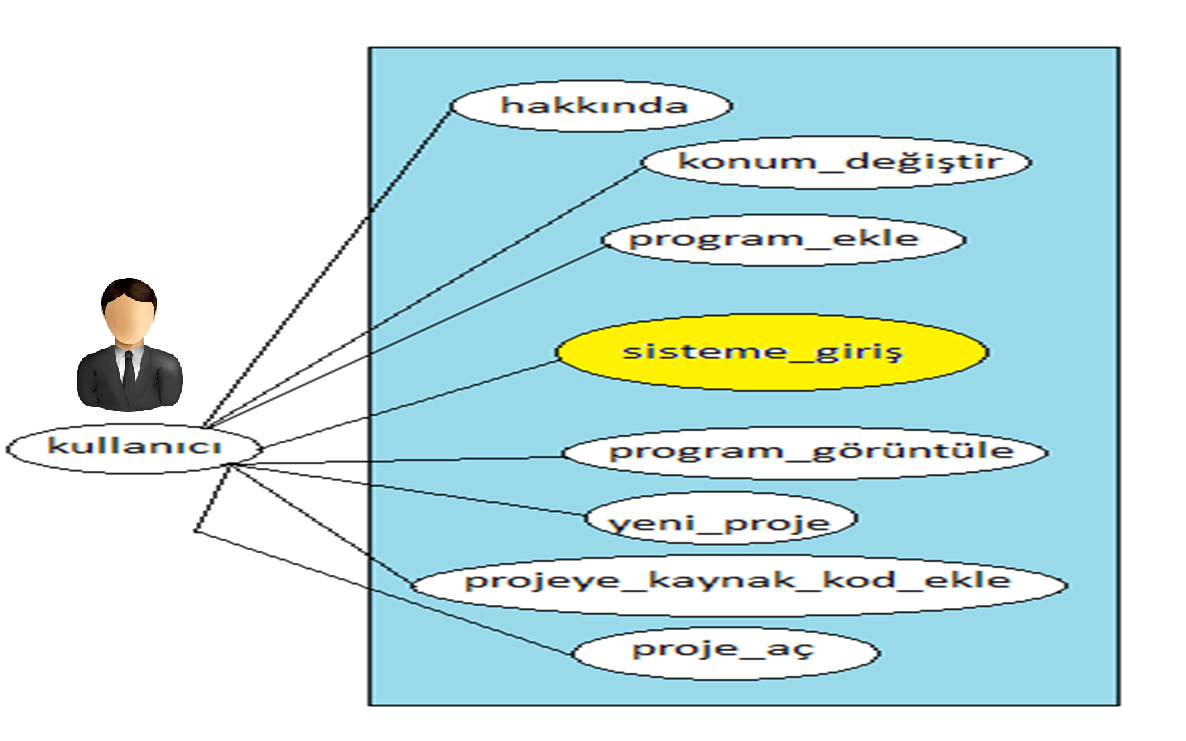 hakkında
konum_değiştir
program_ekle
sisteme_giriş
kullanıcı
program_görüntüle
yeni_proje
projeye_kaynak_kod_ekle
proje_aç